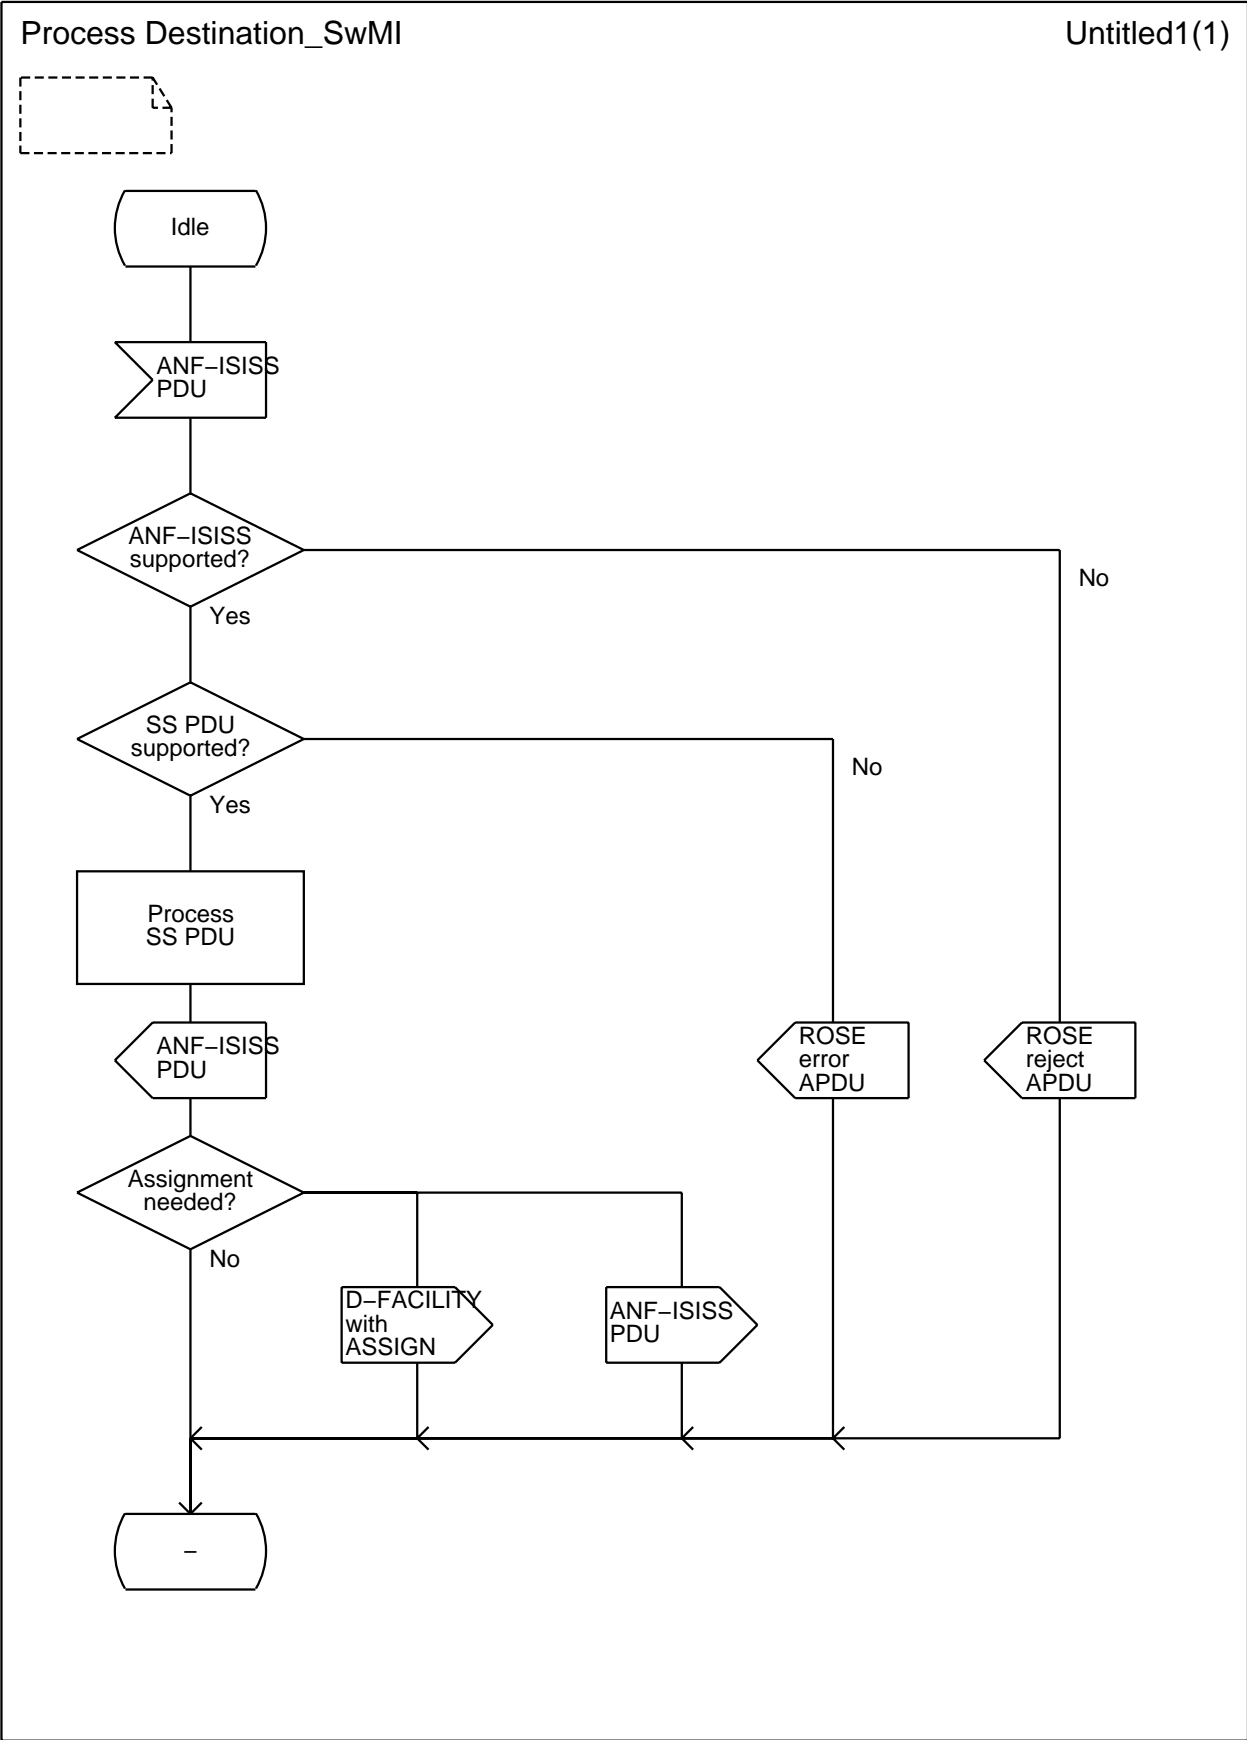 Process Destination_SwMI
Untitled1(1)
Idle
ANF–ISISS
PDU
ANF–ISISS
supported?
No
Yes
SS PDU
supported?
No
Yes
Process
SS PDU
ANF–ISISS
PDU
ROSE
error
APDU
ROSE
reject
APDU
Assignment
needed?
No
D–FACILITY
with
ASSIGN
ANF–ISISS
PDU
–